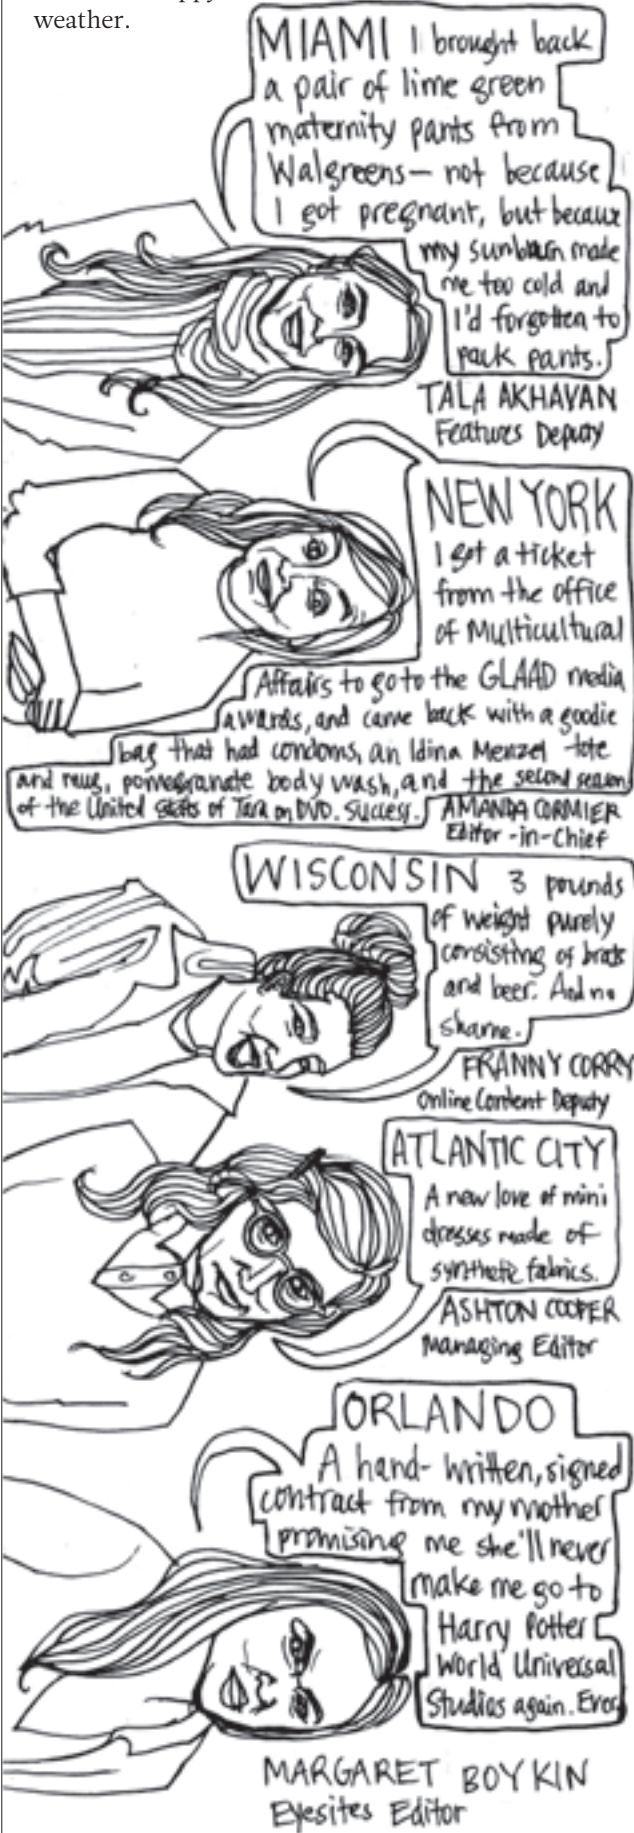 weather.
MIAMI I brought back
a pair of lime green
maternity pants from
Walgreens— not because
I got pregnant, but because
my sunburn made
me too cold and
I'd forgotten to
pack pants.
TALA AKHAVAN
Features Deputy
NEW YORK
I got a ticket
from the office
of Multicultural
Affairs to go to the GLAAD media
awards, and came back with a goodie
bag that had condoms, an Idina Menzel tote
and mug, pomegranate body wash, and the second season
of the United States of Tara on DVD. Success.
AMANDA CORMIER
Editor-in-Chief
WISCONSIN 3 pounds
of weight purely
consisting of brats
and beer. And no
shame.
FRANNY CORRY
Online Content Deputy
ATLANTIC CITY
A new love of mini
dresses made of
synthetic fabrics.
ASHTON COOPER
Managing Editor
ORLANDO
A hand-written, signed
contract from my mother
promising me she'll never
make me go to
Harry Potter
World Universal
Studios again. Ever.
MARGARET BOYKIN
Eyesites Editor